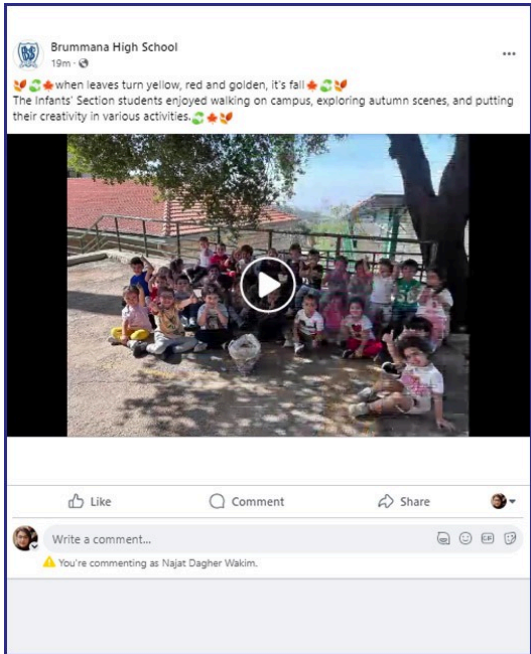 Brummana High School
19m
🍂♻️🍁when leaves turn yellow, red and golden, it's fall🍁♻️🍂
The Infants' Section students enjoyed walking on campus, exploring autumn scenes, and putting
their creativity in various activities.♻️🍁🍂
Like Comment Share
Write a comment...
GIF
You're commenting as Najat Dagher Wakim.